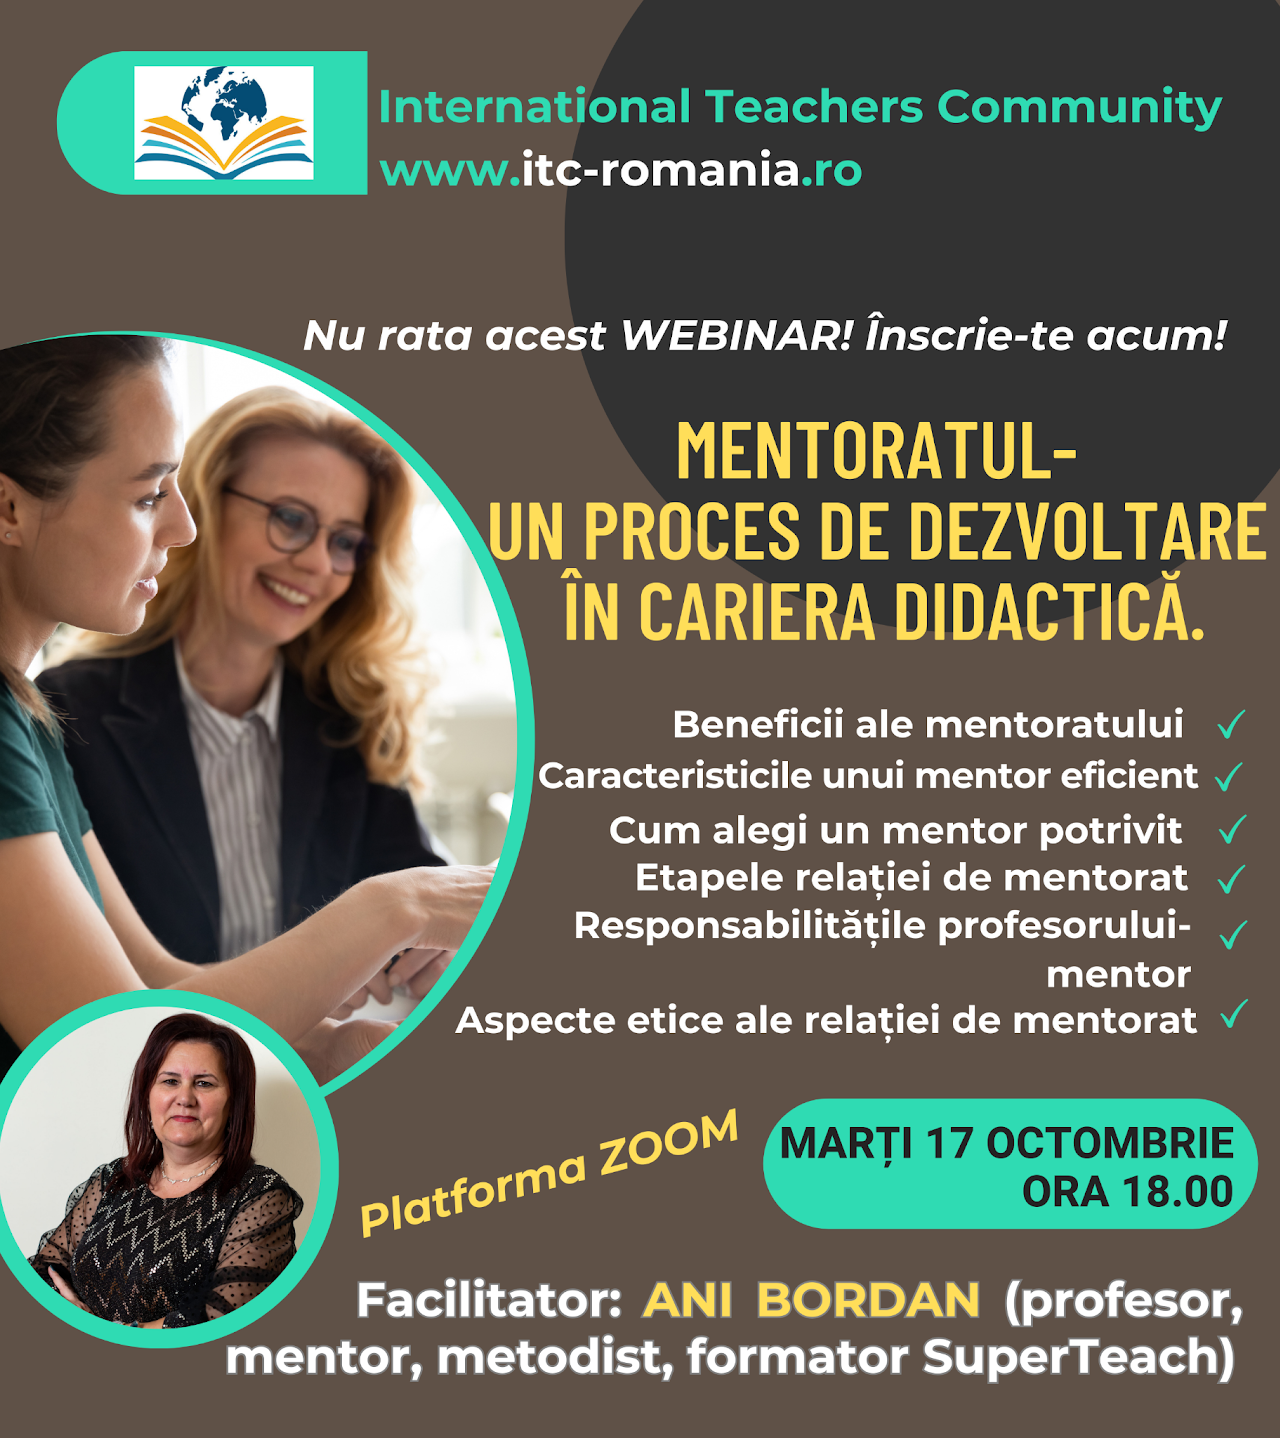 International Teachers Community
www.itc-romania.ro
Nu rata acest WEBINAR! Înscrie-te acum!
MENTORATUL-
UN PROCES DE DEZVOLTARE
ÎN CARIERA DIDACTICĂ.
Beneficii ale mentoratului
Caracteristicile unui mentor eficient
Cum alegi un mentor potrivit
Etapele relației de mentorat
Responsabilitățile profesorului-
mentor
Aspecte etice ale relației de mentorat
Platforma ZOOM
MARȚI 17 OCTOMBRIE
ORA 18.00
Facilitator: ANI BORDAN (profesor,
mentor, metodist, formator SuperTeach)